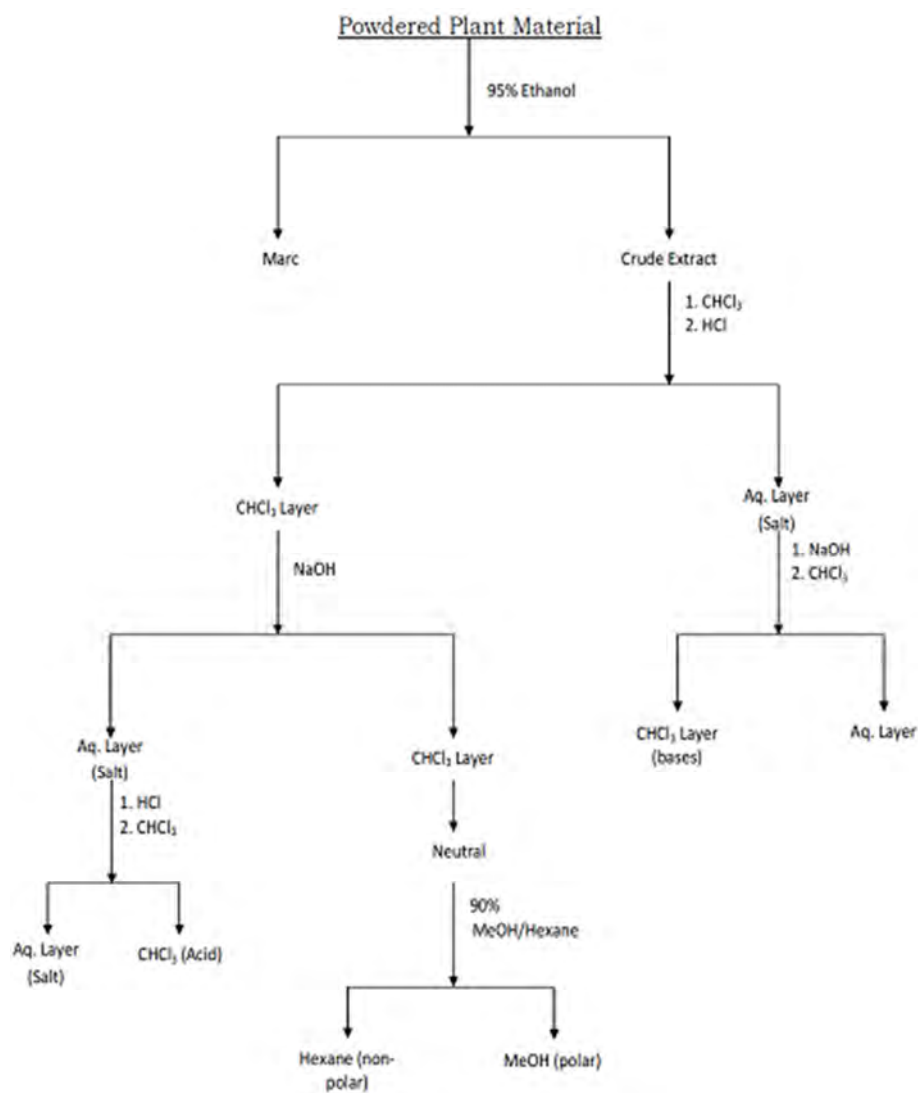 Powdered Plant Material
95% Ethanol
Marc
Crude Extract
1. CHCl₃
2. HCl
CHCl₃ Layer
Aq. Layer
(Salt)
NaOH
1. NaOH
2. CHCl₃
Aq. Layer
(Salt)
CHCl₃ Layer
CHCl₃ Layer
(bases)
Aq. Layer
1. HCl
2. CHCl₃
Neutral
Aq. Layer
(Salt)
CHCl₃ (Acid)
90%
MeOH/Hexane
Hexane (non-
polar)
MeOH (polar)